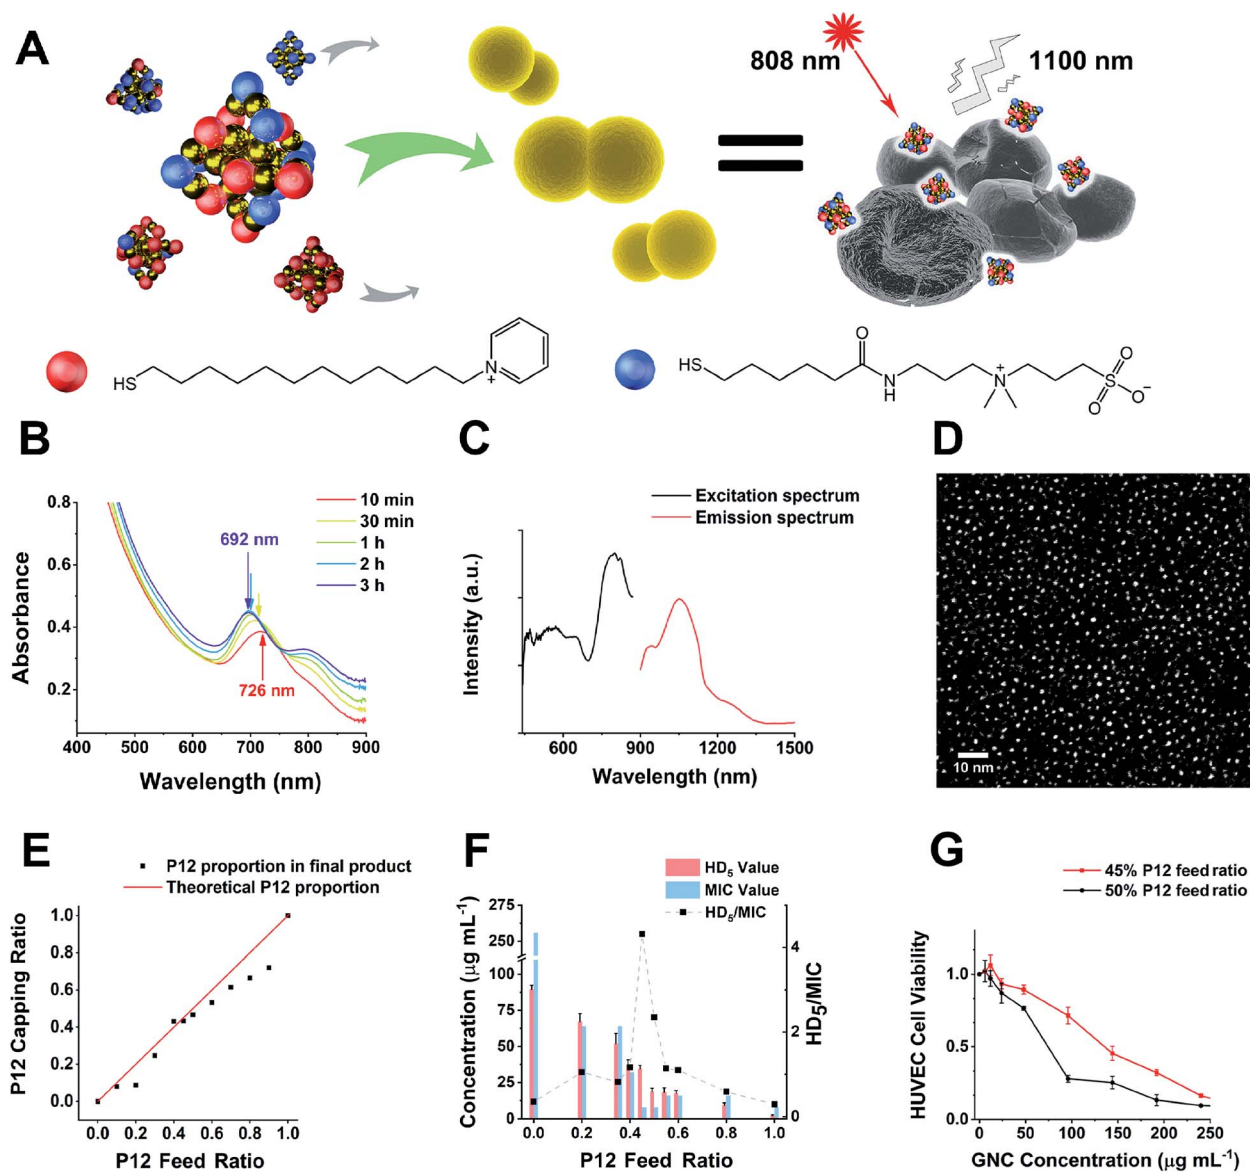 A
808 nm
1100 nm
HS
N
+
HS
O
N
H
N
+
O
S
O
O
−
B
0.8
0.6
0.4
0.2
Absorbance
10 min
30 min
1 h
2 h
3 h
692 nm
726 nm
400 500 600 700 800 900
Wavelength (nm)
C
Excitation spectrum
Emission spectrum
Intensity (a.u.)
600 900 1200 1500
Wavelength (nm)
D
10 nm
E
P12 proportion in final product
Theoretical P12 proportion
1.0
0.8
0.6
0.4
0.2
0.0
P12 Capping Ratio
0.0 0.2 0.4 0.6 0.8 1.0
P12 Feed Ratio
F
HD5 Value
MIC Value
HD5/MIC
275
250
100
75
50
25
0
Concentration (μg mL-1)
4
2
0
HD5/MIC
0.0 0.2 0.4 0.6 0.8 1.0
P12 Feed Ratio
G
45% P12 feed ratio
50% P12 feed ratio
1.0
0.5
0.0
HUVEC Cell Viability
0 50 100 150 200 250
GNC Concentration (μg mL-1)